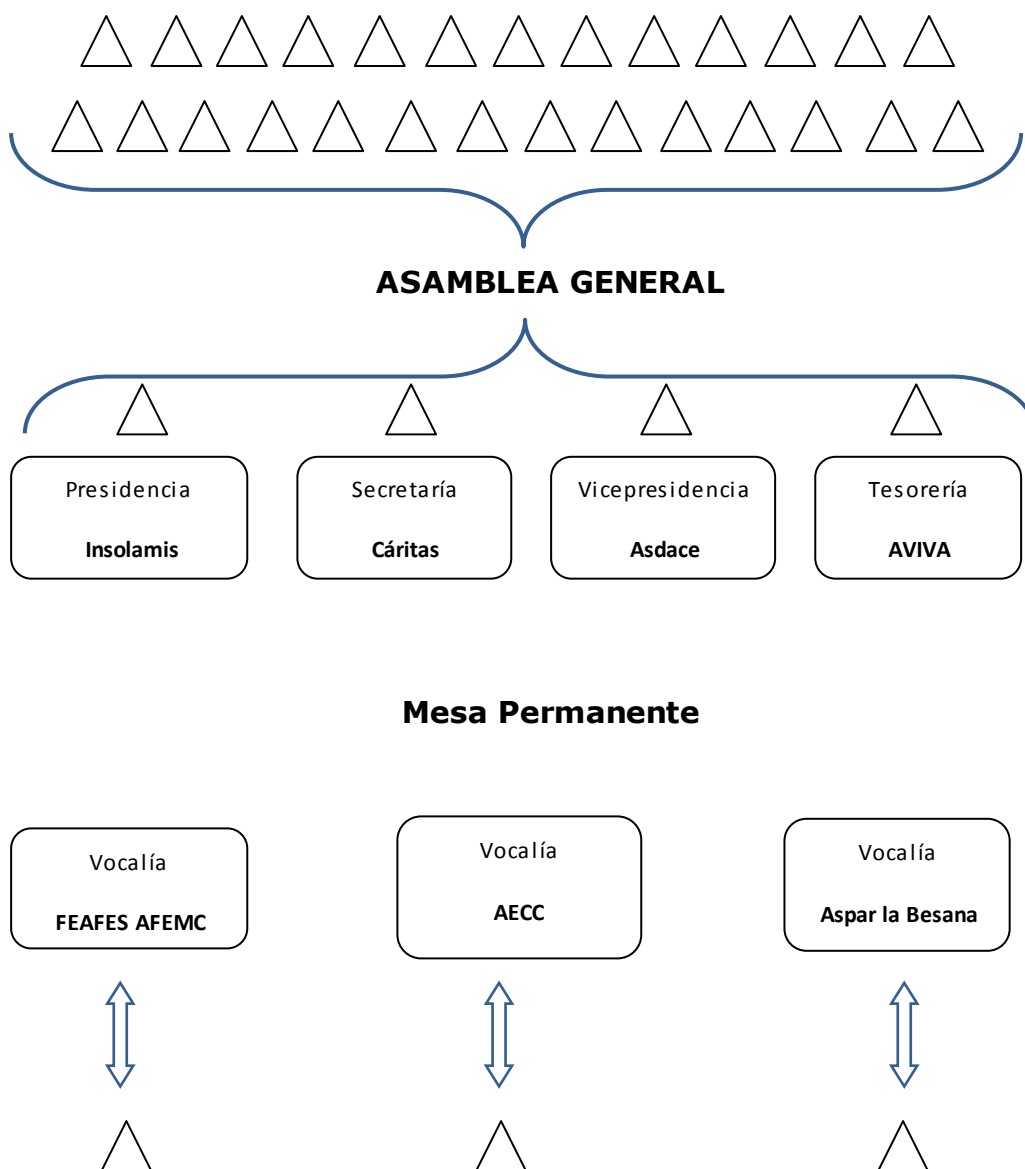 ASAMBLEA GENERAL
Presidencia
Insolamis
Secretaría
Cáritas
Vicepresidencia
Asdace
Tesorería
AVIVA
Mesa Permanente
Vocalía
FEAFES AFEMC
Vocalía
AECC
Vocalía
Aspar la Besana